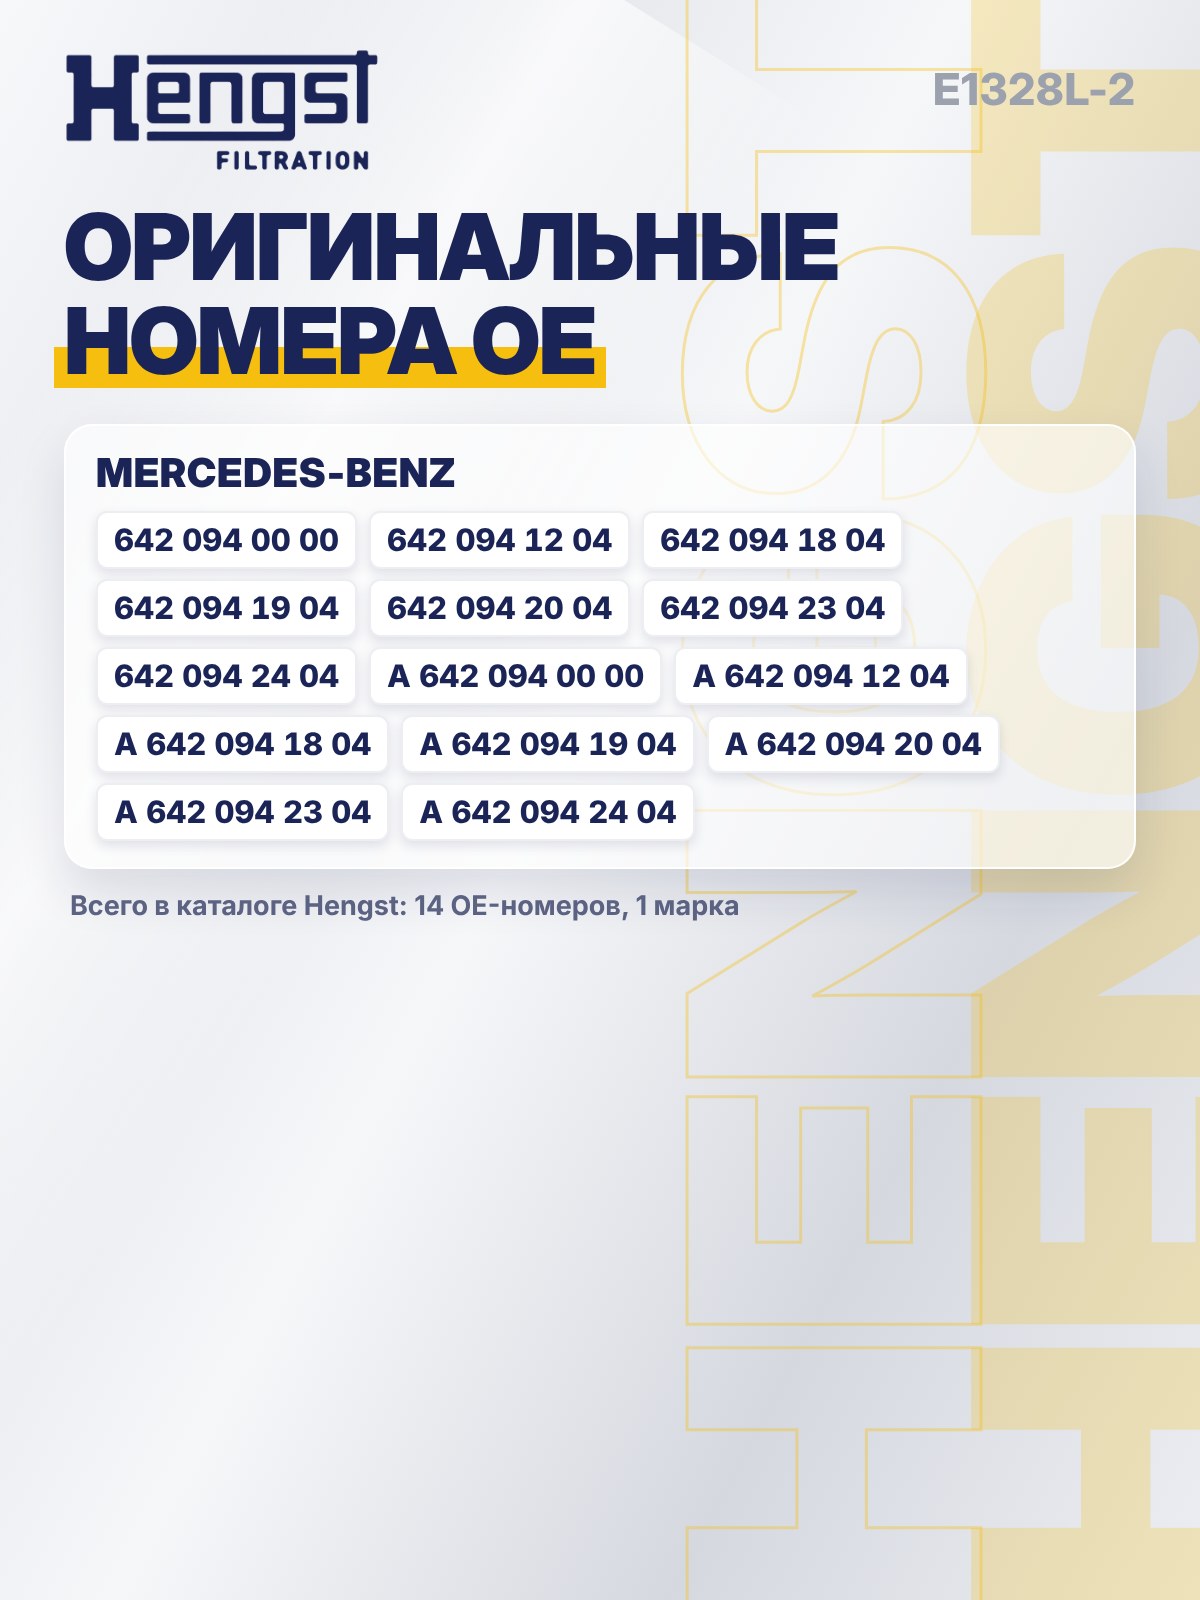 Hengst
FILTRATION
E1328L-2
ОРИГИНАЛЬНЫЕ
НОМЕРА OE
MERCEDES-BENZ
642 094 00 00 642 094 12 04 642 094 18 04
642 094 19 04 642 094 20 04 642 094 23 04
642 094 24 04 A 642 094 00 00 A 642 094 12 04
A 642 094 18 04 A 642 094 19 04 A 642 094 20 04
A 642 094 23 04 A 642 094 24 04
Всего в каталоге Hengst: 14 OE-номеров, 1 марка
HENGST
HENGST